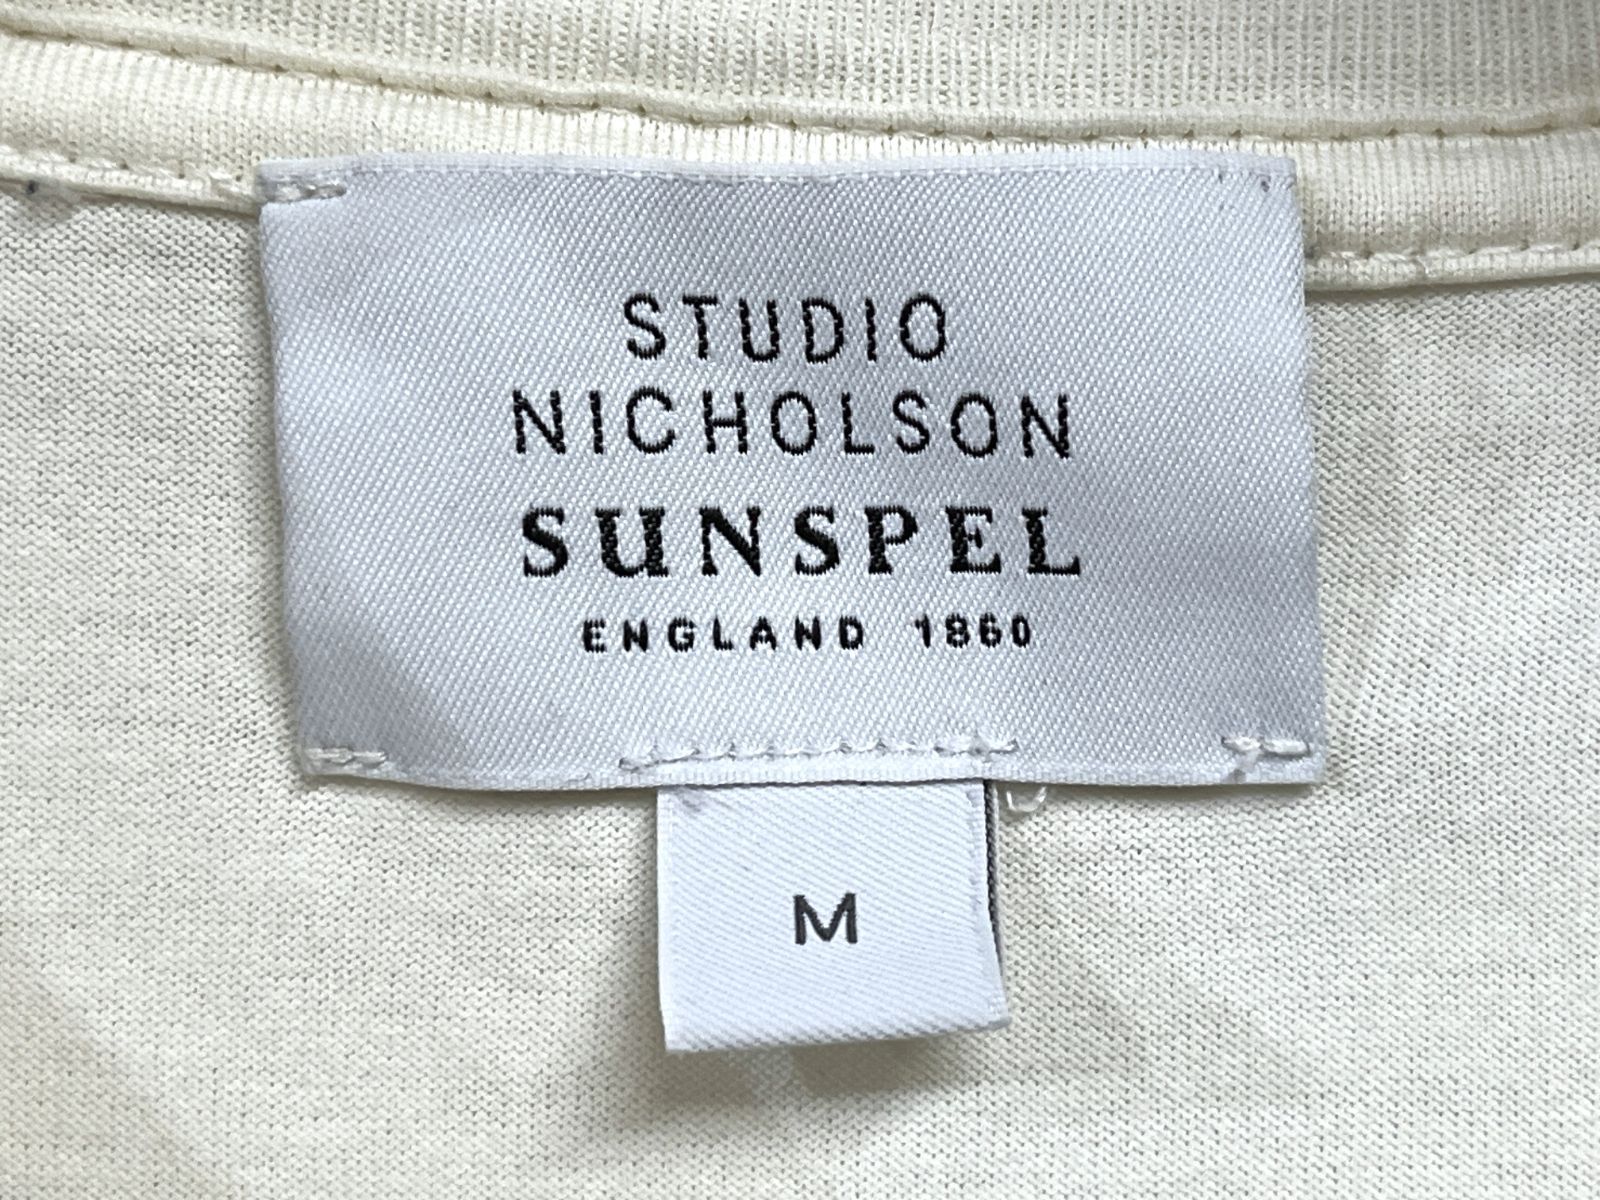 STUDIO
NICHOLSON
SUNSPEL
ENGLAND 1860
M